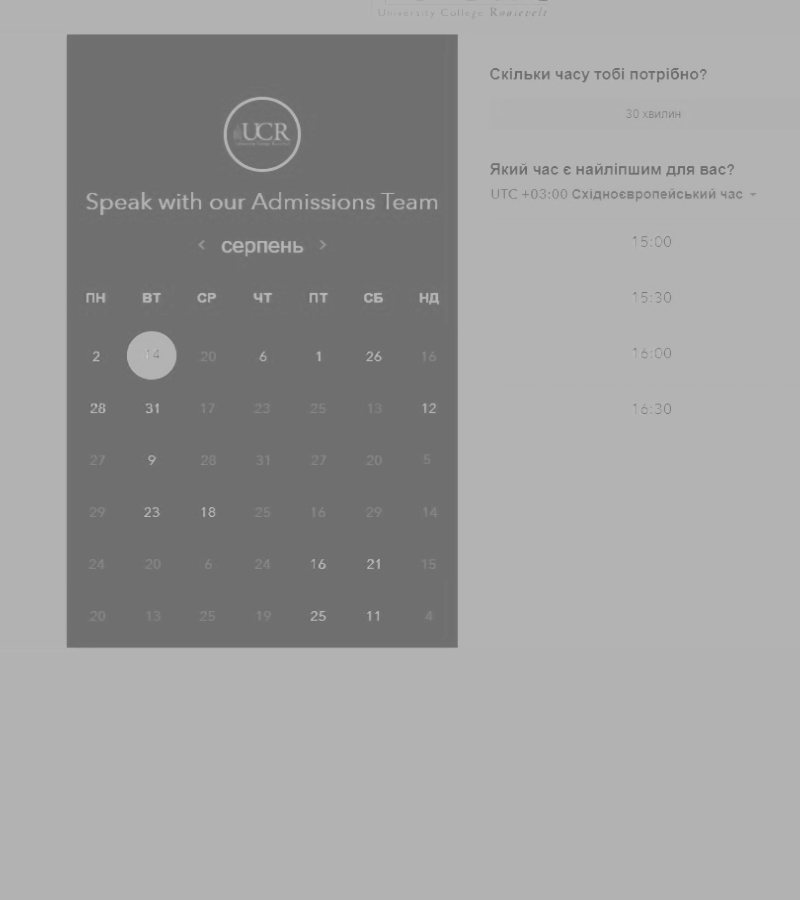 University College Roosevelt
UCR
Speak with our Admissions Team
серпень
ПН ВТ СР ЧТ ПТ СБ НД
2 14 20 6 1 26 16
28 31 17 23 25 13 12
27 9 28 31 27 20 5
29 23 18 25 16 29 14
24 20 6 24 16 21 15
20 13 25 19 25 11 4
Скільки часу тобі потрібно?
30 хвилин
Який час є найліпшим для вас?
UTC +03:00 Східноєвропейський час
15:00
15:30
16:00
16:30